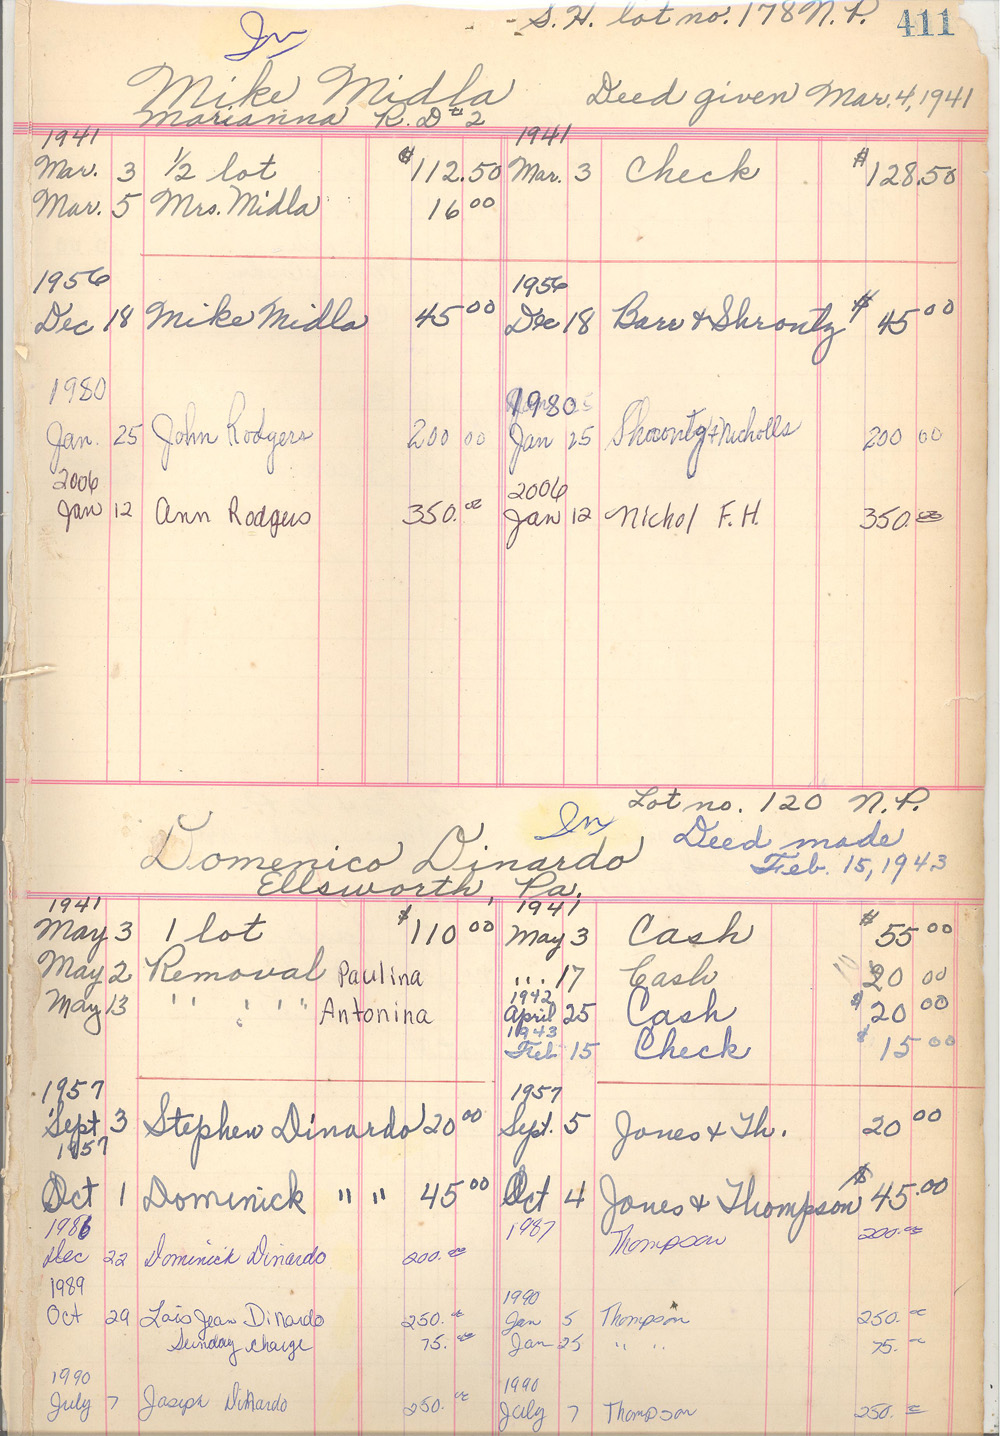 S. H. lot no. 178 N. P. 411
In
Mike Midla Deed given Mar. 4, 1941
Marianna R. D # 2
1941 1941
Mar. 3 1/2 lot $112.50 Mar. 3 Check $128.50
Mar. 5 Mrs. Midla 16 00
1956 1956
Dec 18 Mike Midla 45 00 Dec 18 Barr & Shrontz $ 45 00
1980 1980
Jan. 25 John Rodgers 200 00 Jan 25 Shrontz & Nicholls 200 00
2006 2006
Jan 12 Ann Rodgers 350. 00 Jan 12 Nichol F. H. 350. 00
Lot no. 120 N. P.
In Deed made
Domenico Dinardo Feb. 15, 1943
Ellsworth, Pa.
1941 1941
May 3 1 lot $110 00 May 3 Cash $55 00
May 2 Removal Paulina " " 17 Cash 20 00
May 13 " " " " Antonina 1942
April 25 Cash $20 00
1943
Feb. 15 Check $15 00
1957 1957
Sept 3 Stephen Dinardo 20 00 Sept. 5 Jones & Th. 20 00
1957
Oct 1 Dominick " " 45 00 Oct 4 Jones & Thompson $45.00
1986 1987 Thompson 200. 00
Dec 22 Dominick Dinardo 200. 00
1989 1990
Oct 29 Lois Jean DiNardo 250. 00 Jan 5 Thompson 250. 00
Sunday charge 75. 00 Jan 25 " " 75. 00
1990 1990
July 7 Joseph DiNardo 250. 00 July 7 Thompson 250. 00